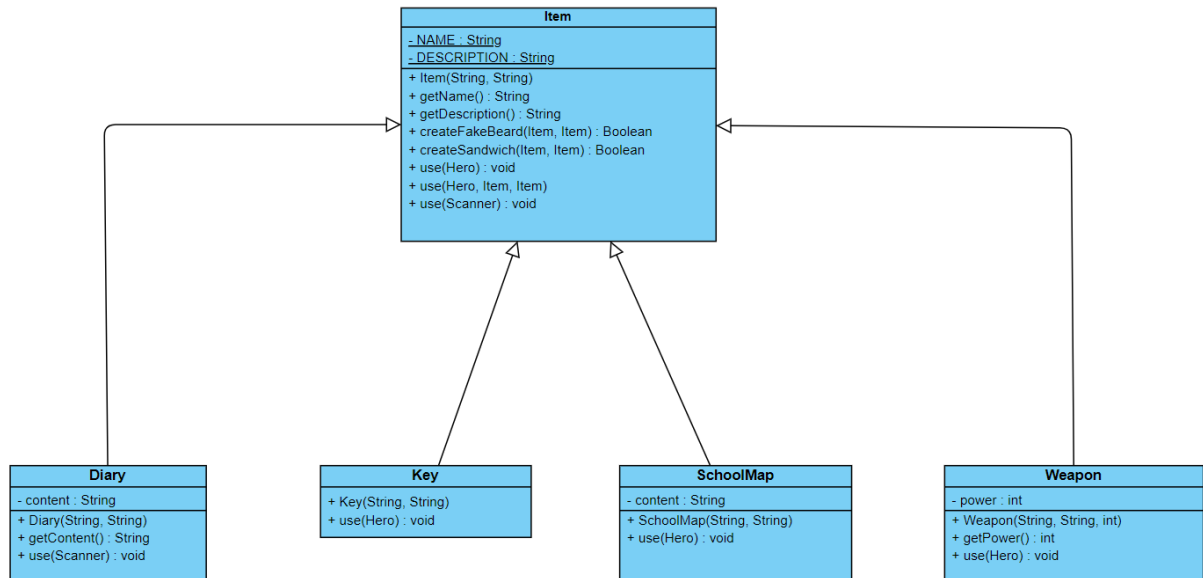 Item
- NAME : String
- DESCRIPTION : String
+ Item(String, String)
+ getName() : String
+ getDescription() : String
+ createFakeBeard(Item, Item) : Boolean
+ createSandwich(Item, Item) : Boolean
+ use(Hero) : void
+ use(Hero, Item, Item)
+ use(Scanner) : void
Diary
- content : String
+ Diary(String, String)
+ getContent() : String
+ use(Scanner) : void
Key
+ Key(String, String)
+ use(Hero) : void
SchoolMap
- content : String
+ SchoolMap(String, String)
+ use(Hero) : void
Weapon
- power : int
+ Weapon(String, String, int)
+ getPower() : int
+ use(Hero) : void